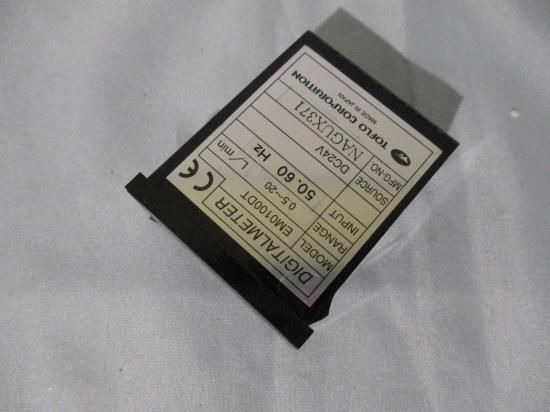 DIGITALMETER CE
MODEL EM0100DT
RANGE 0.5~20 L/min
INPUT 50.60 Hz
SOURCE DC24V
MFG·NO. NAGUX371
TOFLO CORPORATION
MADE IN JAPAN